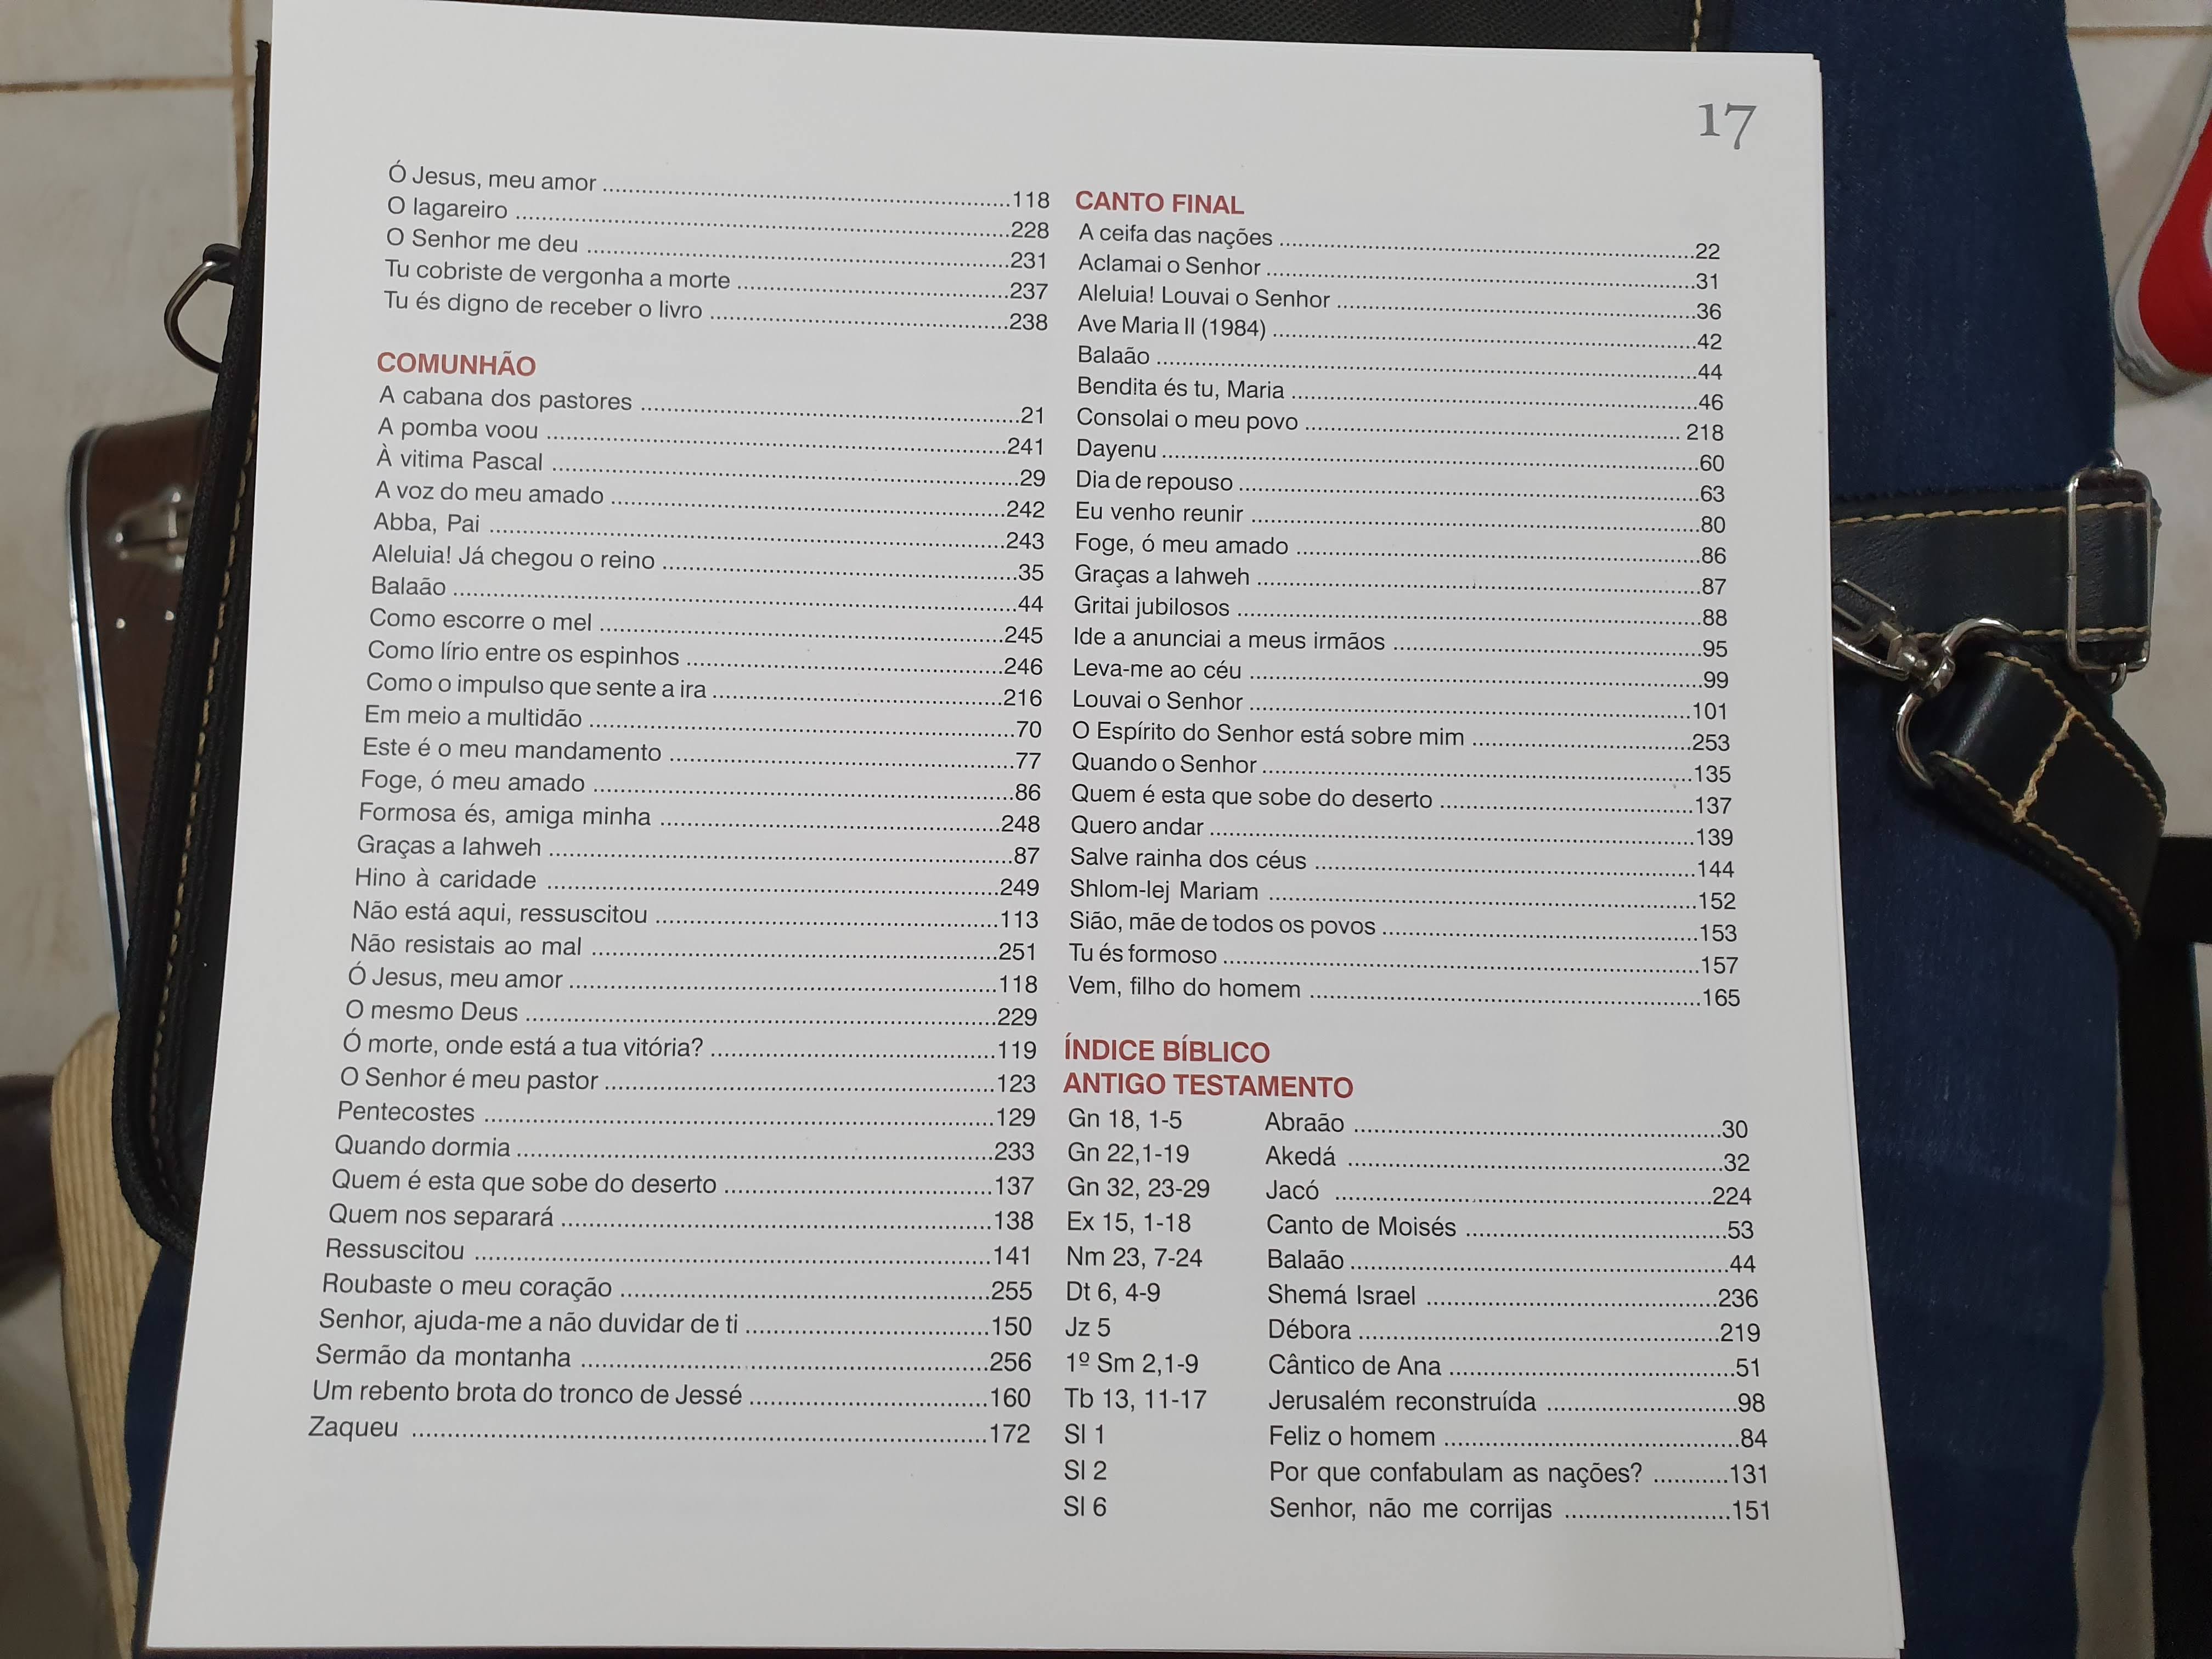 17
Ó Jesus, meu amor ........ 118
O lagareiro ........ 228
O Senhor me deu ........ 231
Tu cobriste de vergonha a morte ........ 237
Tu és digno de receber o livro ........ 238
COMUNHÃO
A cabana dos pastores ........ 21
A pomba voou ........ 241
À vitima Pascal ........ 29
A voz do meu amado ........ 242
Abba, Pai ........ 243
Aleluia! Já chegou o reino ........ 35
Balaão ........ 44
Como escorre o mel ........ 245
Como lírio entre os espinhos ........ 246
Como o impulso que sente a ira ........ 216
Em meio a multidão ........ 70
Este é o meu mandamento ........ 77
Foge, ó meu amado ........ 86
Formosa és, amiga minha ........ 248
Graças a Iahweh ........ 87
Hino à caridade ........ 249
Não está aqui, ressuscitou ........ 113
Não resistais ao mal ........ 251
Ó Jesus, meu amor ........ 118
O mesmo Deus ........ 229
Ó morte, onde está a tua vitória? ........ 119
O Senhor é meu pastor ........ 123
Pentecostes ........ 129
Quando dormia ........ 233
Quem é esta que sobe do deserto ........ 137
Quem nos separará ........ 138
Ressuscitou ........ 141
Roubaste o meu coração ........ 255
Senhor, ajuda-me a não duvidar de ti ........ 150
Sermão da montanha ........ 256
Um rebento brota do tronco de Jessé ........ 160
Zaqueu ........ 172
CANTO FINAL
A ceifa das nações ........ 22
Aclamai o Senhor ........ 31
Aleluia! Louvai o Senhor ........ 36
Ave Maria II (1984) ........ 42
Balaão ........ 44
Bendita és tu, Maria ........ 46
Consolai o meu povo ........ 218
Dayenu ........ 60
Dia de repouso ........ 63
Eu venho reunir ........ 80
Foge, ó meu amado ........ 86
Graças a Iahweh ........ 87
Gritai jubilosos ........ 88
Ide a anunciai a meus irmãos ........ 95
Leva-me ao céu ........ 99
Louvai o Senhor ........ 101
O Espírito do Senhor está sobre mim ........ 253
Quando o Senhor ........ 135
Quem é esta que sobe do deserto ........ 137
Quero andar ........ 139
Salve rainha dos céus ........ 144
Shlom-lej Mariam ........ 152
Sião, mãe de todos os povos ........ 153
Tu és formoso ........ 157
Vem, filho do homem ........ 165
ÍNDICE BÍBLICO
ANTIGO TESTAMENTO
Gn 18, 1-5 Abraão ........ 30
Gn 22,1-19 Akedá ........ 32
Gn 32, 23-29 Jacó ........ 224
Ex 15, 1-18 Canto de Moisés ........ 53
Nm 23, 7-24 Balaão ........ 44
Dt 6, 4-9 Shemá Israel ........ 236
Jz 5 Débora ........ 219
1º Sm 2,1-9 Cântico de Ana ........ 51
Tb 13, 11-17 Jerusalém reconstruída ........ 98
Sl 1 Feliz o homem ........ 84
Sl 2 Por que confabulam as nações? ........ 131
Sl 6 Senhor, não me corrijas ........ 151